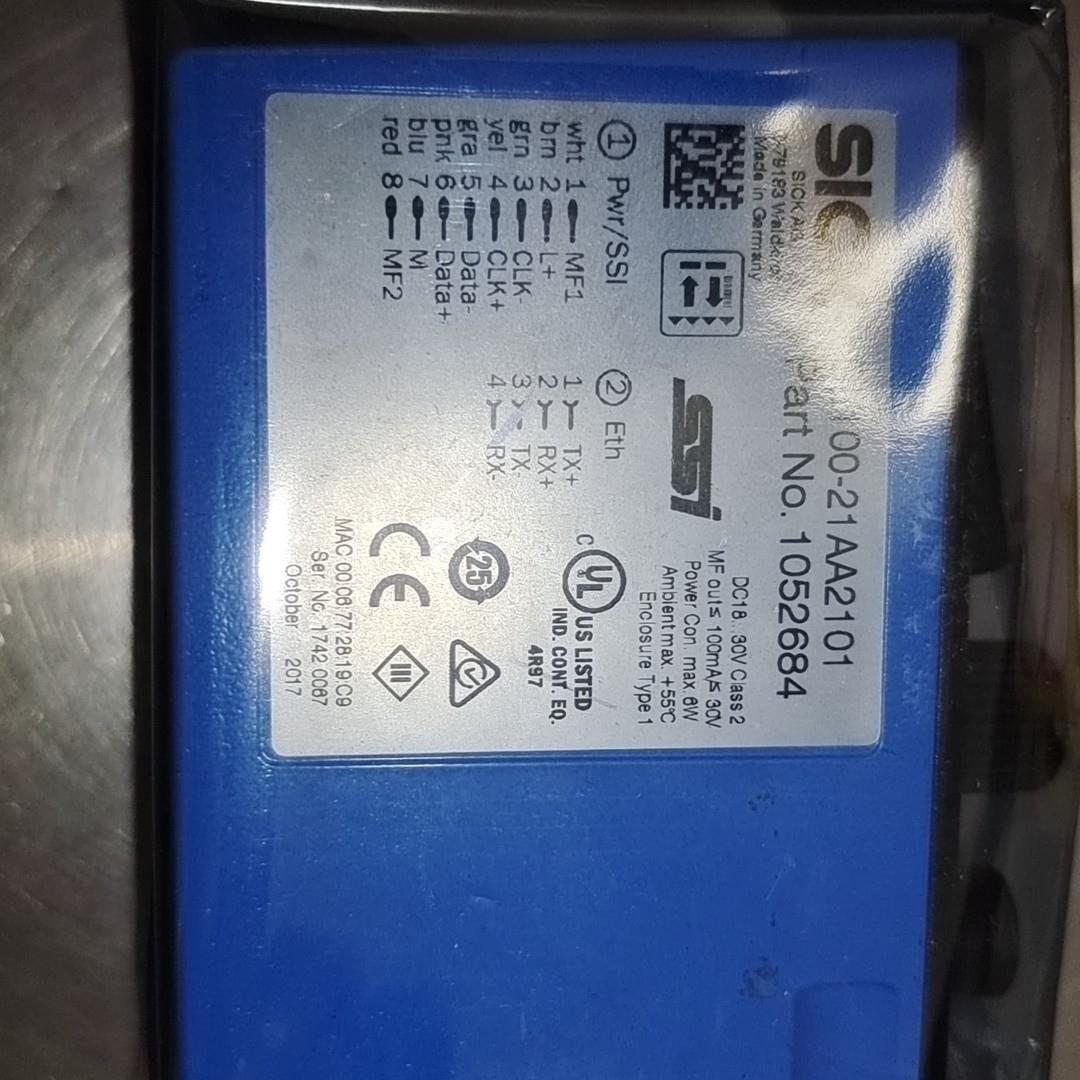 SIC
SICK AG
Made in Germany
00-21AA2101
Part No. 1052684
SSI
DC18...30V Class 2
MF out ≤ 100mA/≤ 30V
Power Con. max. 6W
Ambient max. +55°C
Enclosure Type 1
① Pwr/SSI
wht 1 MF1
brn 2 L+
grn 3 CLK-
yel 4 CLK+
gra 5 Data-
pnk 6 Data+
blu 7 M
red 8 MF2
② Eth
1 TX+
2 RX+
3 TX-
4 RX-
C UL US LISTED
IND. CONT. EQ.
4R97
25
CE
III
MAC 00:06:77:28:19:C9
Ser. No. 1742 0067
October 2017